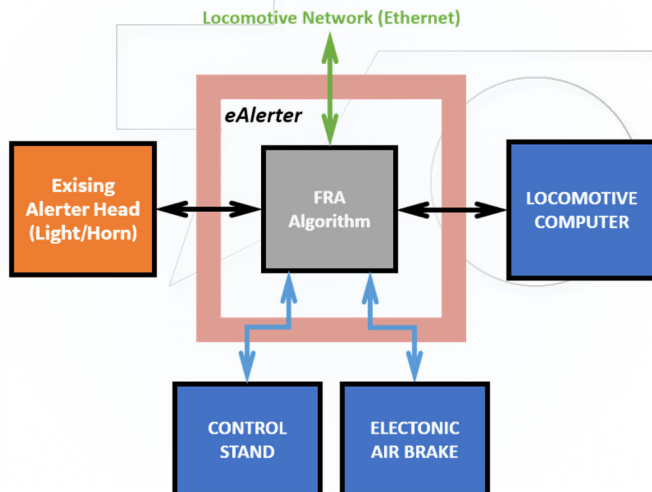 Locomotive Network (Ethernet)
eAlerter
Exising
Alerter Head
(Light/Horn)
FRA
Algorithm
LOCOMOTIVE
COMPUTER
CONTROL
STAND
ELECTONIC
AIR BRAKE